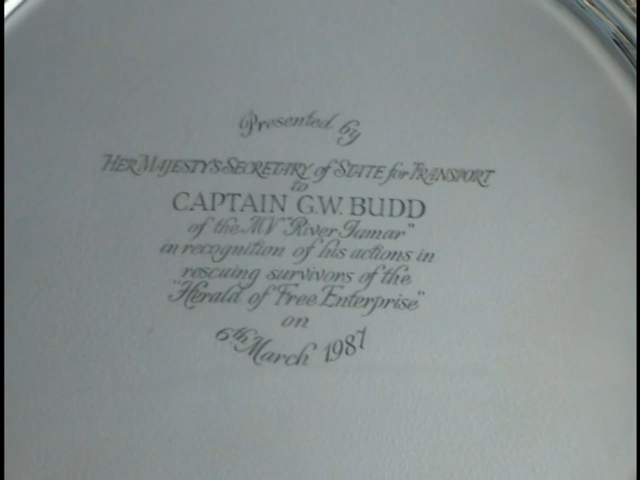 Presented by
HER MAJESTY'S SECRETARY of STATE for TRANSPORT
to
CAPTAIN G.W. BUDD
of the MV "River Tamar"
in recognition of his actions in
rescuing survivors of the
"Herald of Free Enterprise"
on
6th March 1987